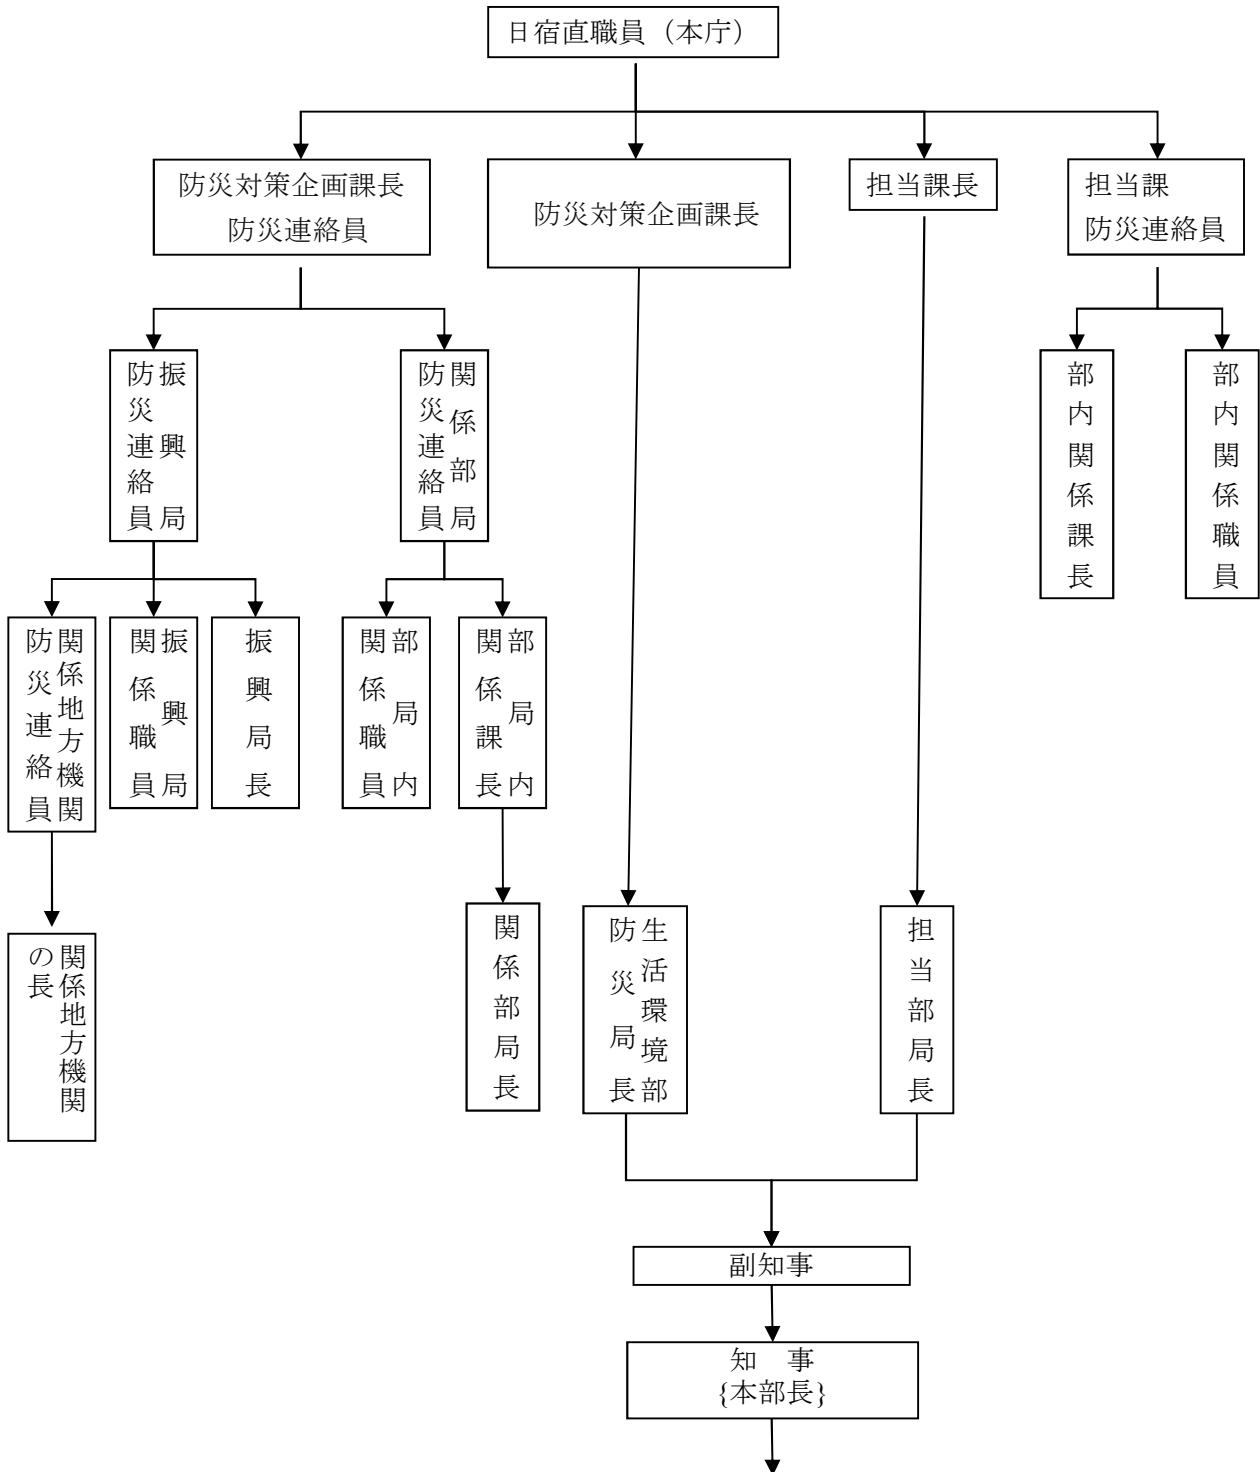 日宿直職員（本庁）
防災対策企画課長
防災連絡員
防災対策企画課長
担当課長
担当課
防災連絡員
振興局
防災連絡員
関係部局
防災連絡員
部内関係課長
部内関係職員
関係地方機関
防災連絡員
振興局
関係職員
振興局長
部局内
関係職員
部局内
関係課長
関係地方機関
の長
関係部局長
生活環境部
防災局長
担当部局長
副知事
知　事
{本部長}